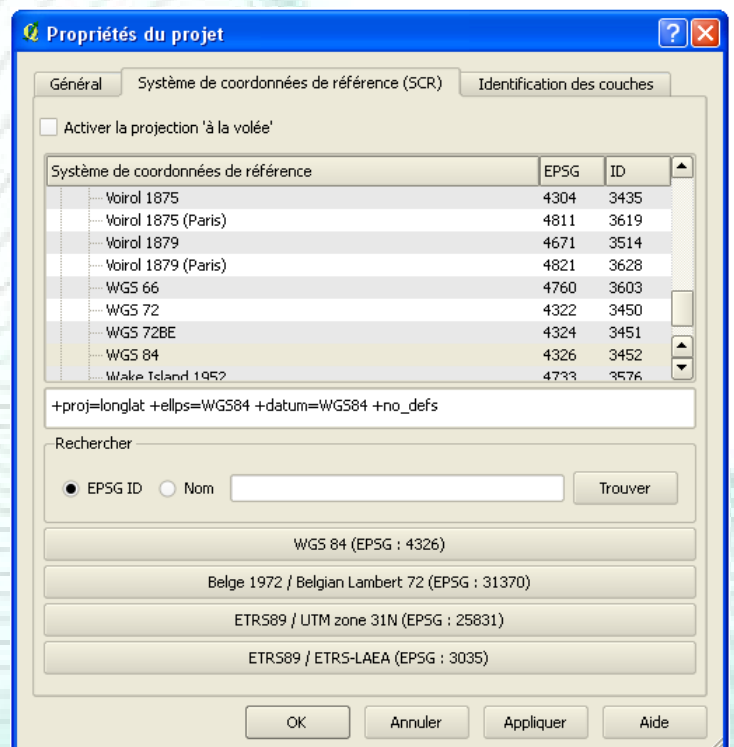 Propriétés du projet
Général Système de coordonnées de référence (SCR) Identification des couches
Activer la projection 'à la volée'
Système de coordonnées de référence EPSG ID
Voirol 1875 4304 3435
Voirol 1875 (Paris) 4811 3619
Voirol 1879 4671 3514
Voirol 1879 (Paris) 4821 3628
WGS 66 4760 3603
WGS 72 4322 3450
WGS 72BE 4324 3451
WGS 84 4326 3452
Wake Island 1952 4733 3576
+proj=longlat +ellps=WGS84 +datum=WGS84 +no_defs
Rechercher
EPSG ID Nom Trouver
WGS 84 (EPSG : 4326)
Belge 1972 / Belgian Lambert 72 (EPSG : 31370)
ETRS89 / UTM zone 31N (EPSG : 25831)
ETRS89 / ETRS-LAEA (EPSG : 3035)
OK Annuler Appliquer Aide